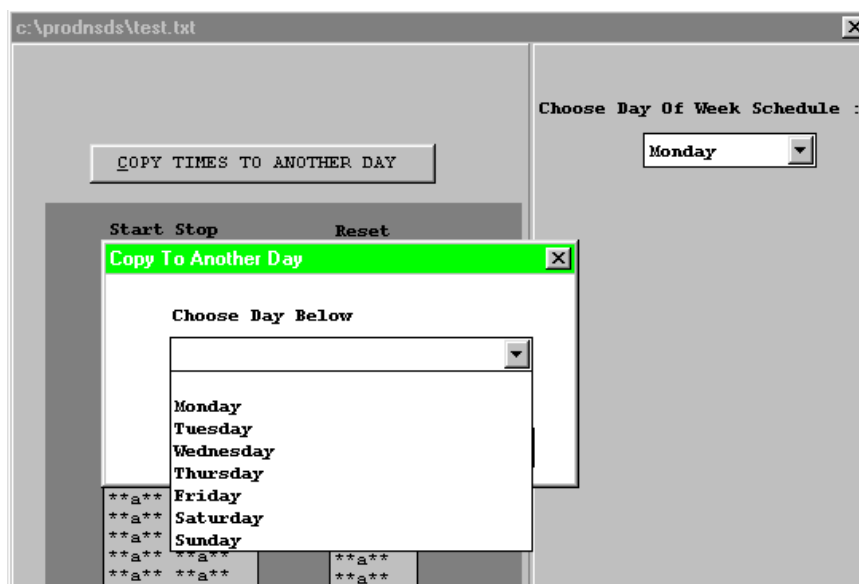 c:\prodnsds\test.txt
Choose Day Of Week Schedule :
Monday
COPY TIMES TO ANOTHER DAY
Start Stop Reset
Copy To Another Day
Choose Day Below
Monday
Tuesday
Wednesday
Thursday
Friday
Saturday
Sunday
**a**
**a**
**a**
**a** **a** **a**
**a** **a** **a**